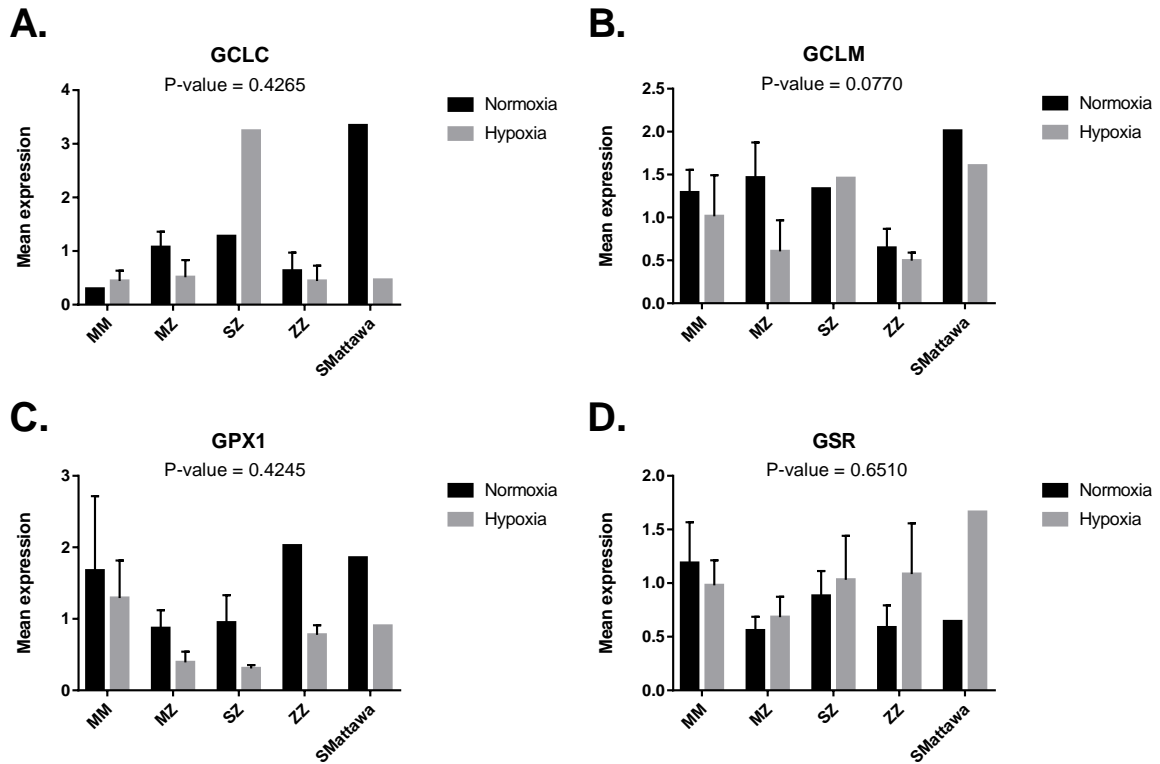 A.
GCLC
P-value = 0.4265
Mean expression
4
3
2
1
0
MM
MZ
SZ
ZZ
SMattawa
Normoxia
Hypoxia
B.
GCLM
P-value = 0.0770
Mean expression
2.5
2.0
1.5
1.0
0.5
0.0
MM
MZ
SZ
ZZ
SMattawa
Normoxia
Hypoxia
C.
GPX1
P-value = 0.4245
Mean expression
3
2
1
0
MM
MZ
SZ
ZZ
SMattawa
Normoxia
Hypoxia
D.
GSR
P-value = 0.6510
Mean expression
2.0
1.5
1.0
0.5
0.0
MM
MZ
SZ
ZZ
SMattawa
Normoxia
Hypoxia